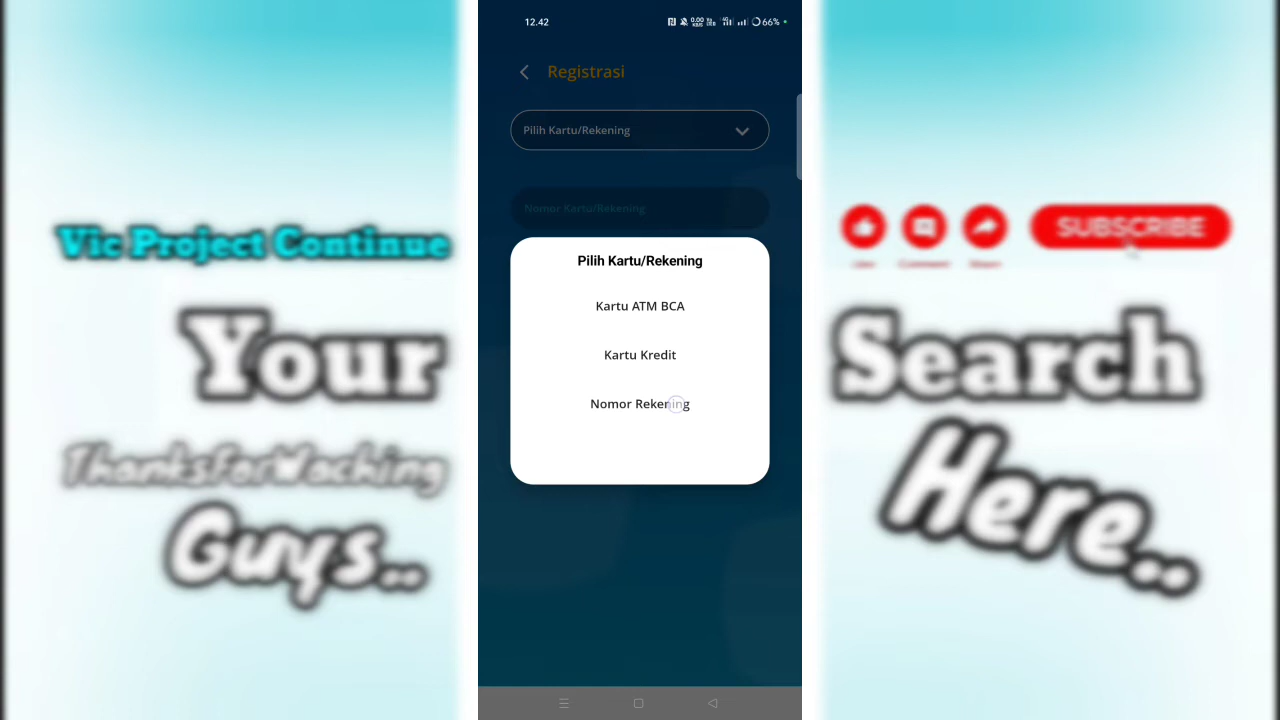 12.42
66%
Registrasi
Pilih Kartu/Rekening
Nomor Kartu/Rekening
Pilih Kartu/Rekening
Kartu ATM BCA
Kartu Kredit
Nomor Rekening
Vic Project Continue
Your
ThanksForWaching
Guys..
SUBSCRIBE
Search
Here..